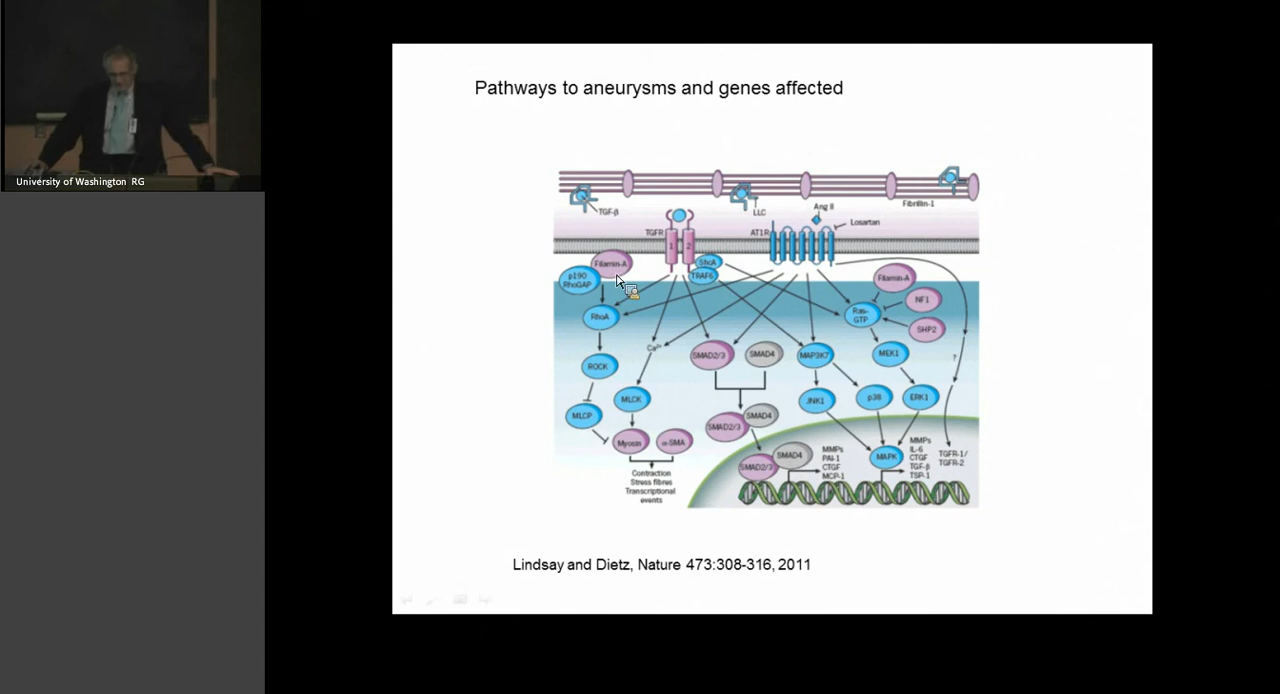 University of Washington RG
Pathways to aneurysms and genes affected
TGF-β
LLC
Ang II
Fibrillin-1
TGFR
AT1R
Losartan
1
2
Filamin-A
ShcA
p190
RhoGAP
TRAF6
Filamin-A
NF1
RhoA
Ras-
GTP
SHP2
Ca²⁺
SMAD2/3
SMAD4
MAP3K7
MEK1
?
ROCK
MLCK
JNK1
p38
ERK1
MLCP
SMAD2/3
SMAD4
Myosin
α-SMA
SMAD2/3
SMAD4
MMPs
PAI-1
CTGF
MCP-1
MAPK
MMPs
IL-6
CTGF
TGF-β
TSP-1
TGFR-1/
TGFR-2
Contraction
Stress fibres
Transcriptional
events
Lindsay and Dietz, Nature 473:308-316, 2011